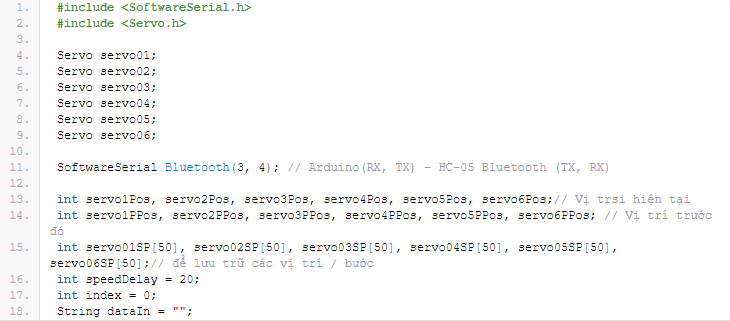 1. #include <SoftwareSerial.h>
2. #include <Servo.h>
3.
4. Servo servo01;
5. Servo servo02;
6. Servo servo03;
7. Servo servo04;
8. Servo servo05;
9. Servo servo06;
10.
11. SoftwareSerial Bluetooth(3, 4); // Arduino(RX, TX) - HC-05 Bluetooth (TX, RX)
12.
13. int servo1Pos, servo2Pos, servo3Pos, servo4Pos, servo5Pos, servo6Pos;// Vị trsi hiện tại
14. int servo1PPos, servo2PPos, servo3PPos, servo4PPos, servo5PPos, servo6PPos; // Vị trí trước
đó
15. int servo01SP[50], servo02SP[50], servo03SP[50], servo04SP[50], servo05SP[50],
servo06SP[50];// để lưu trữ các vị trí / bước
16. int speedDelay = 20;
17. int index = 0;
18. String dataIn = "";